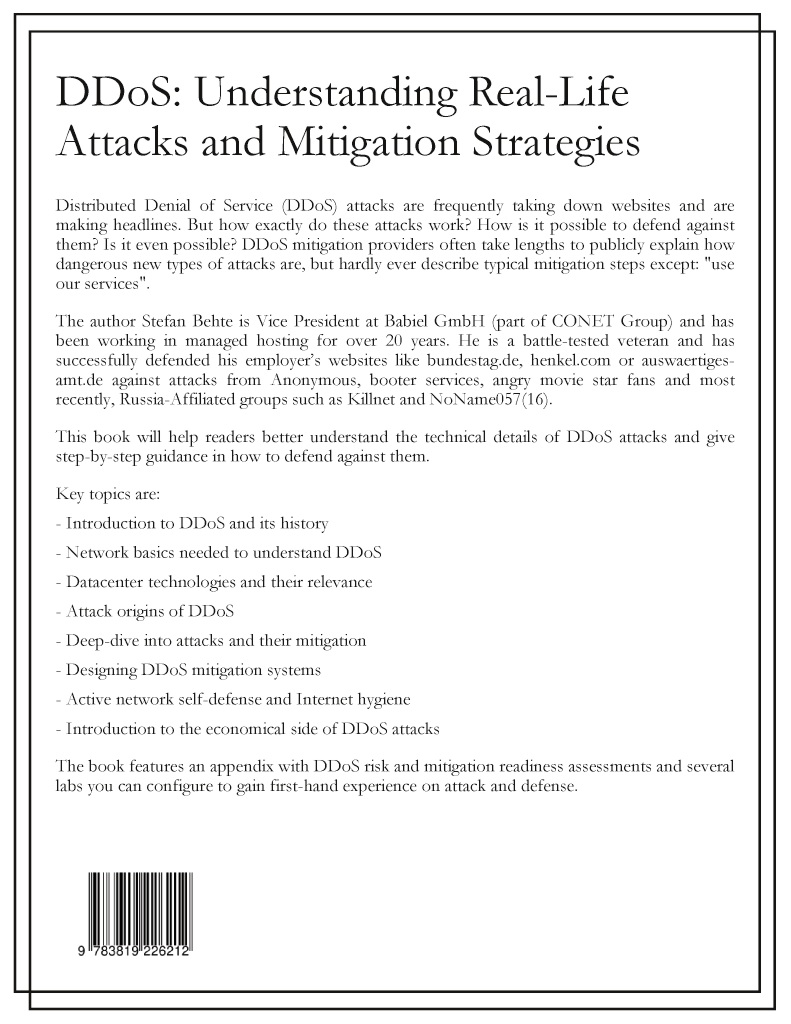 DDoS: Understanding Real-Life
Attacks and Mitigation Strategies
Distributed Denial of Service (DDoS) attacks are frequently taking down websites and are
making headlines. But how exactly do these attacks work? How is it possible to defend against
them? Is it even possible? DDoS mitigation providers often take lengths to publicly explain how
dangerous new types of attacks are, but hardly ever describe typical mitigation steps except: "use
our services".
The author Stefan Behte is Vice President at Babiel GmbH (part of CONET Group) and has
been working in managed hosting for over 20 years. He is a battle-tested veteran and has
successfully defended his employer's websites like bundestag.de, henkel.com or auswaertiges-
amt.de against attacks from Anonymous, booter services, angry movie star fans and most
recently, Russia-Affiliated groups such as Killnet and NoName057(16).
This book will help readers better understand the technical details of DDoS attacks and give
step-by-step guidance in how to defend against them.
Key topics are:
- Introduction to DDoS and its history
- Network basics needed to understand DDoS
- Datacenter technologies and their relevance
- Attack origins of DDoS
- Deep-dive into attacks and their mitigation
- Designing DDoS mitigation systems
- Active network self-defense and Internet hygiene
- Introduction to the economical side of DDoS attacks
The book features an appendix with DDoS risk and mitigation readiness assessments and several
labs you can configure to gain first-hand experience on attack and defense.
9 783819 226212